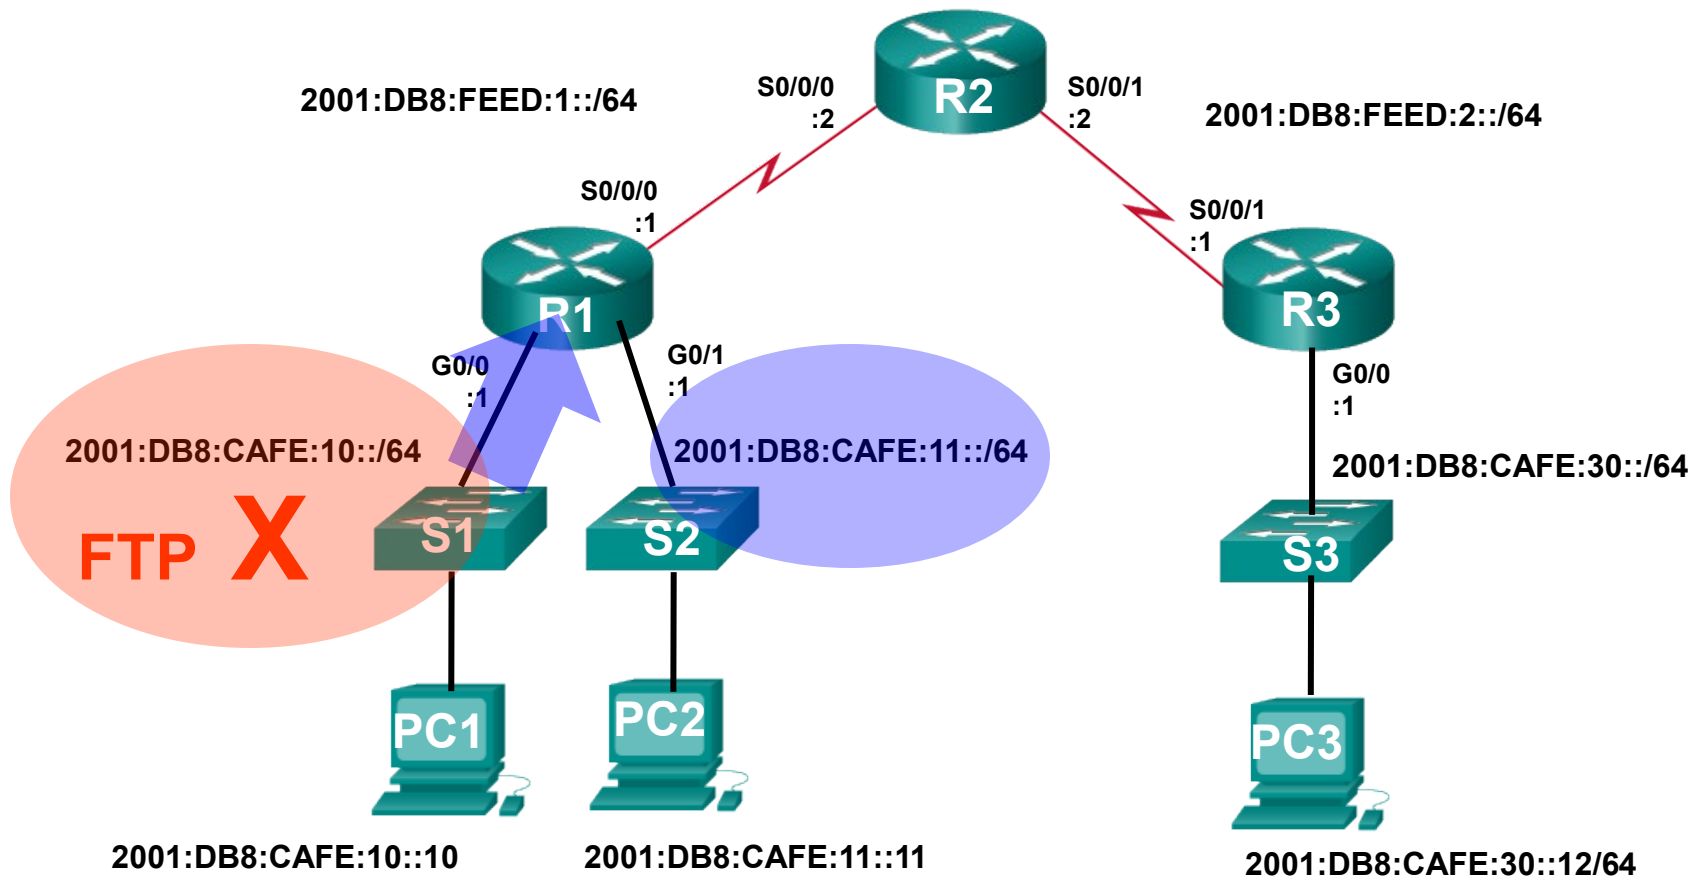 R2
S0/0/0
:2
S0/0/1
:2
2001:DB8:FEED:1::/64
2001:DB8:FEED:2::/64
S0/0/0
:1
S0/0/1
:1
R1
R3
G0/0
:1
G0/1
:1
G0/0
:1
2001:DB8:CAFE:10::/64
2001:DB8:CAFE:11::/64
2001:DB8:CAFE:30::/64
FTP X
S1
S2
S3
PC1
PC2
PC3
2001:DB8:CAFE:10::10
2001:DB8:CAFE:11::11
2001:DB8:CAFE:30::12/64